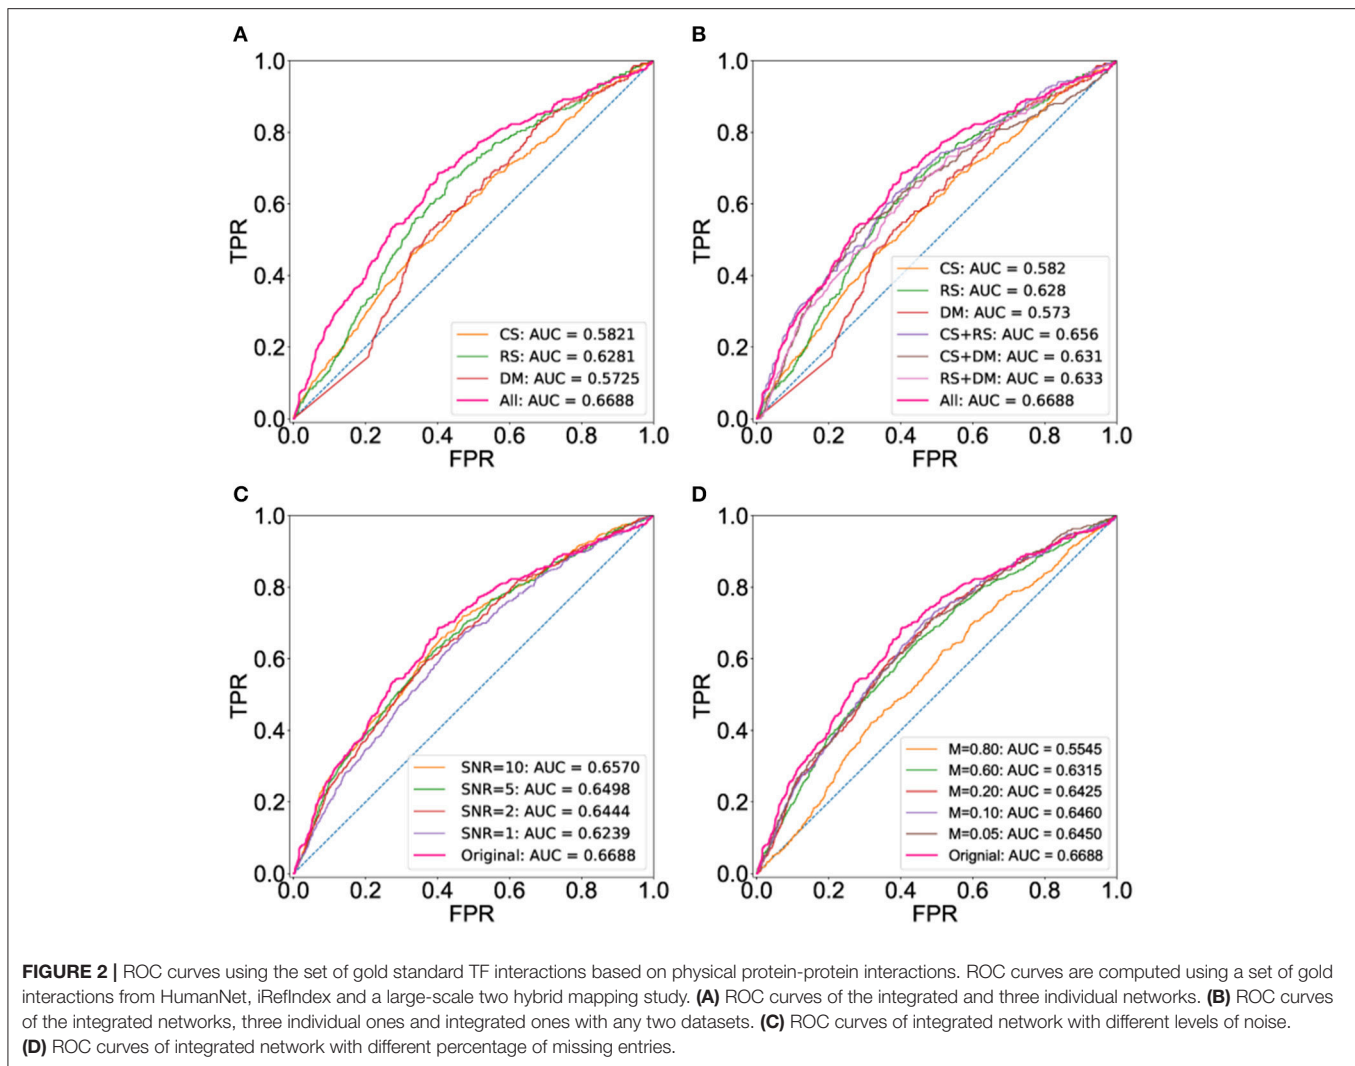 A
1.0
0.8
0.6
0.4
0.2
0.0
TPR
CS: AUC = 0.5821
RS: AUC = 0.6281
DM: AUC = 0.5725
All: AUC = 0.6688
0.0 0.2 0.4 0.6 0.8 1.0
FPR
B
1.0
0.8
0.6
0.4
0.2
0.0
TPR
CS: AUC = 0.582
RS: AUC = 0.628
DM: AUC = 0.573
CS+RS: AUC = 0.656
CS+DM: AUC = 0.631
RS+DM: AUC = 0.633
All: AUC = 0.6688
0.0 0.2 0.4 0.6 0.8 1.0
FPR
C
1.0
0.8
0.6
0.4
0.2
0.0
TPR
SNR=10: AUC = 0.6570
SNR=5: AUC = 0.6498
SNR=2: AUC = 0.6444
SNR=1: AUC = 0.6239
Original: AUC = 0.6688
0.0 0.2 0.4 0.6 0.8 1.0
FPR
D
1.0
0.8
0.6
0.4
0.2
0.0
TPR
M=0.80: AUC = 0.5545
M=0.60: AUC = 0.6315
M=0.20: AUC = 0.6425
M=0.10: AUC = 0.6460
M=0.05: AUC = 0.6450
Orignial: AUC = 0.6688
0.0 0.2 0.4 0.6 0.8 1.0
FPR
FIGURE 2 | ROC curves using the set of gold standard TF interactions based on physical protein-protein interactions. ROC curves are computed using a set of gold
interactions from HumanNet, iRefIndex and a large-scale two hybrid mapping study. (A) ROC curves of the integrated and three individual networks. (B) ROC curves
of the integrated networks, three individual ones and integrated ones with any two datasets. (C) ROC curves of integrated network with different levels of noise.
(D) ROC curves of integrated network with different percentage of missing entries.